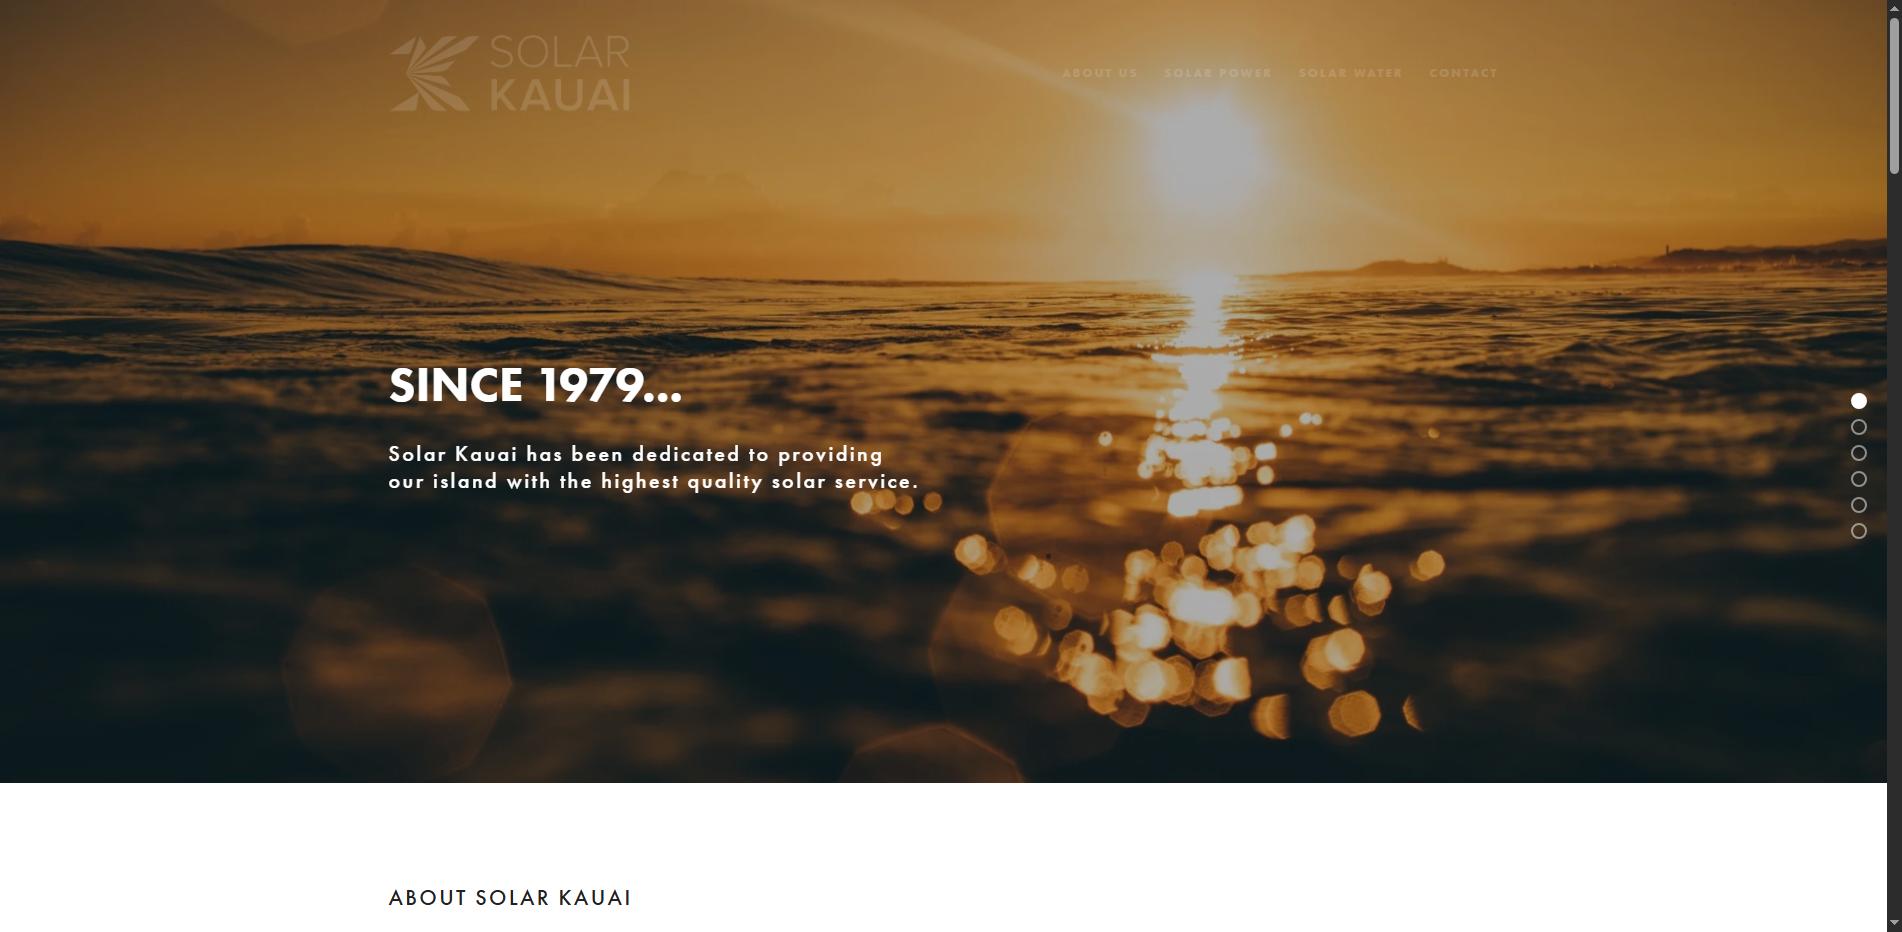 SOLAR
KAUAI
ABOUT US SOLAR POWER SOLAR WATER CONTACT
SINCE 1979...
Solar Kauai has been dedicated to providing
our island with the highest quality solar service.
ABOUT SOLAR KAUAI